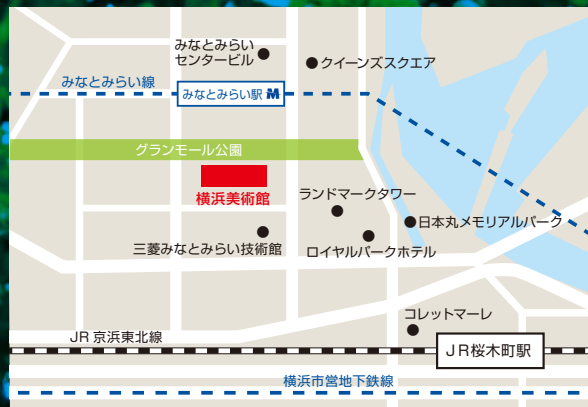 みなとみらい
センタービル
クイーンズスクエア
みなとみらい線
みなとみらい駅 M
グランモール公園
横浜美術館
ランドマークタワー
日本丸メモリアルパーク
三菱みなとみらい技術館
ロイヤルパークホテル
コレットマーレ
JR京浜東北線
JR桜木町駅
横浜市営地下鉄線